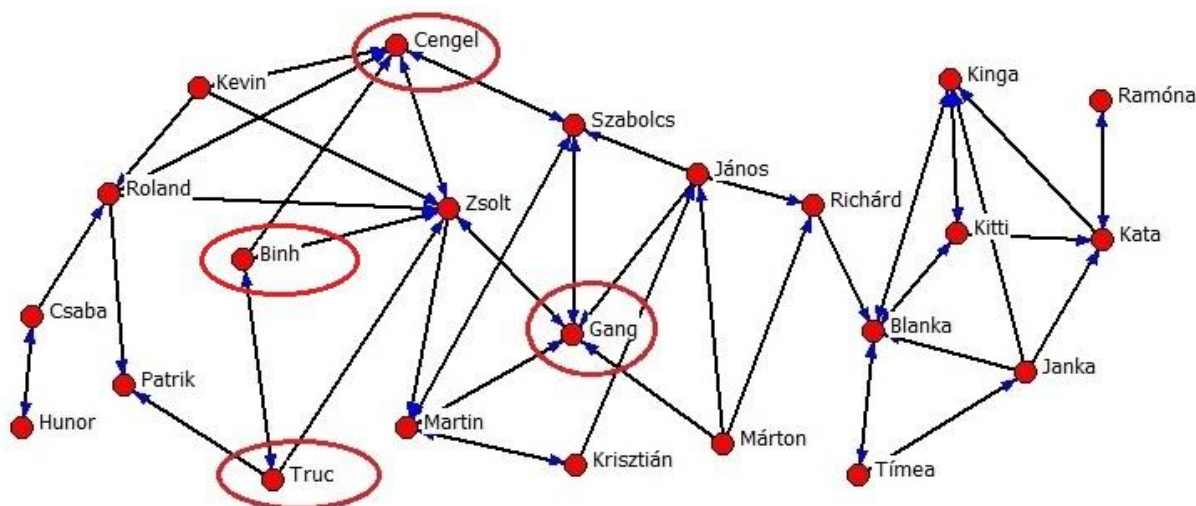 Cengel
Kevin
Kinga
Ramóna
Szabolcs
János
Roland
Zsolt
Richárd
Binh
Kitti
Kata
Csaba
Gang
Blanka
Patrik
Janka
Hunor
Martin
Márton
Krisztián
Truc
Tímea